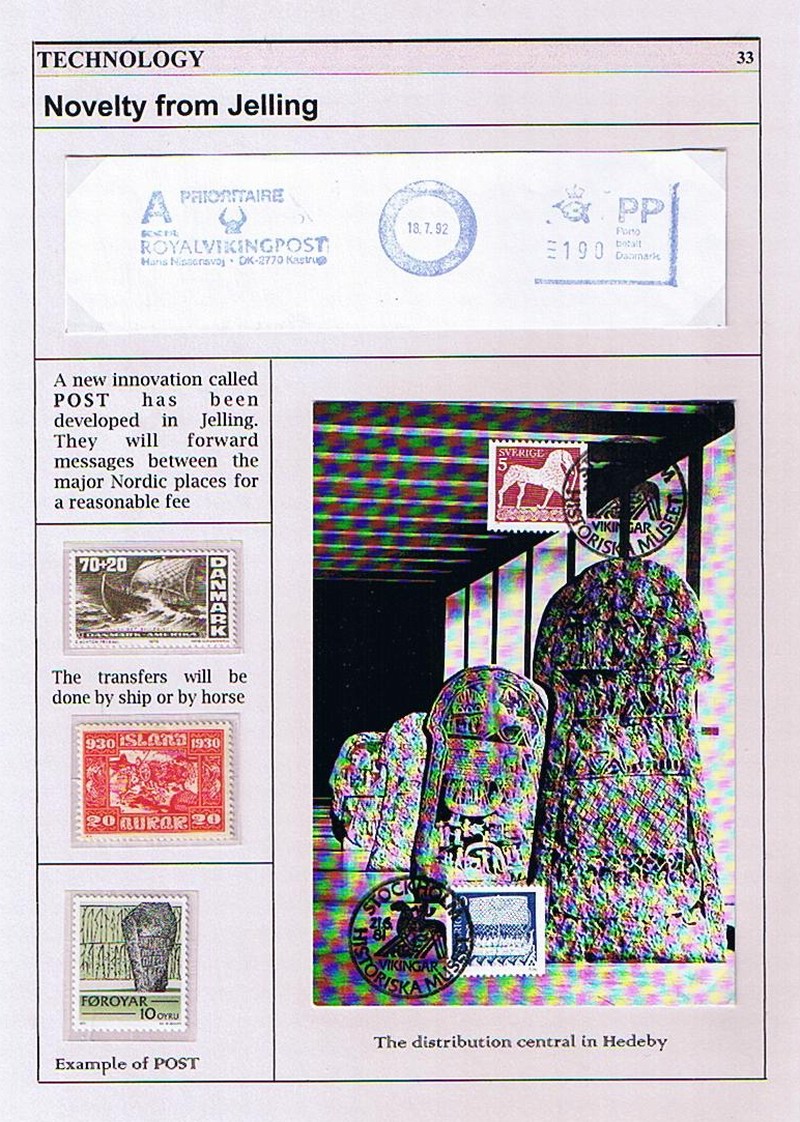 TECHNOLOGY 33
Novelty from Jelling
A PRIORITAIRE
ROYALVIKINGPOST
Hans Nissensvej · DK-2770 Kastrup
18.7.92
PP
Porto
betalt
Danmark
190
A new innovation called
POST has been
developed in Jelling.
They will forward
messages between the
major Nordic places for
a reasonable fee
70+20
DANMARK
DANMARK-AMERIKA
The transfers will be
done by ship or by horse
930 ISLAND 1930
20 AURAR 20
FØROYAR
10 OYRU
Example of POST
SVERIGE
5
VIKINGAR
HISTORISKA MUSEET
STOCKHOLM
VIKINGAR
HISTORISKA MUSEET
The distribution central in Hedeby